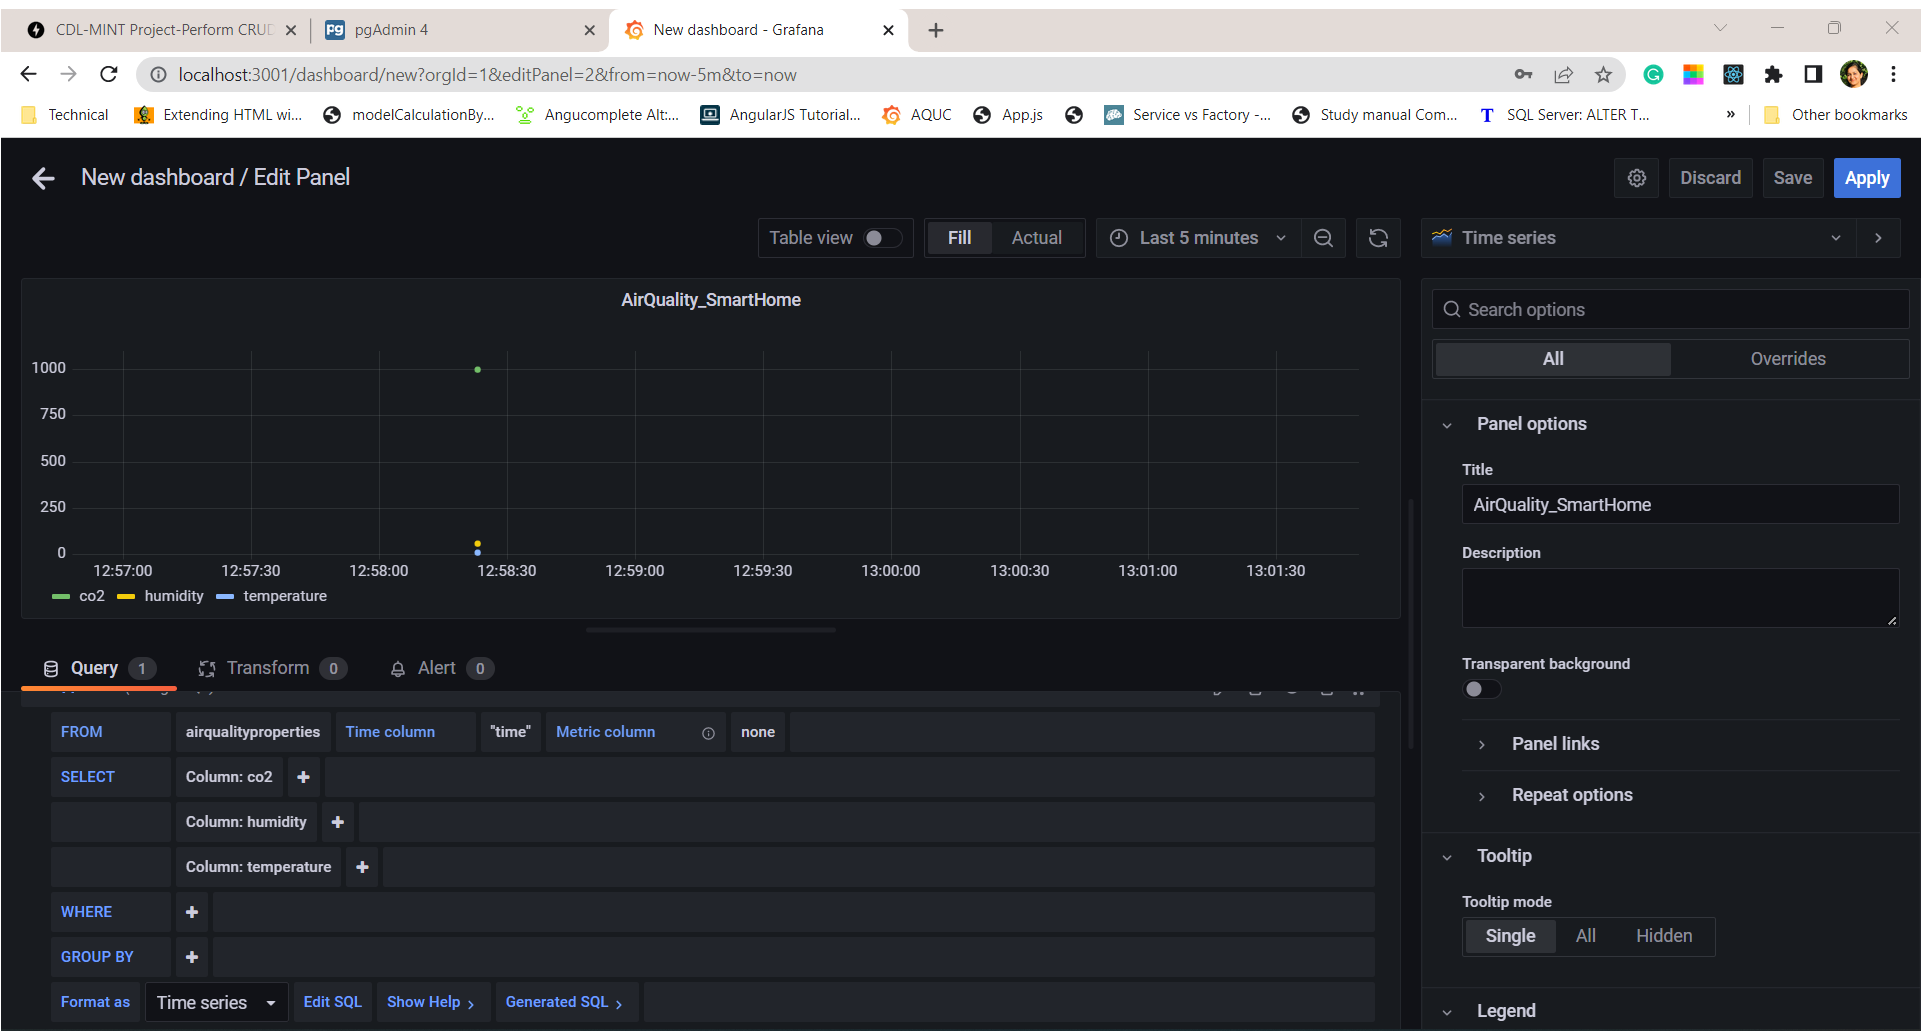 CDL-MINT Project-Perform CRUD
pgAdmin 4
New dashboard - Grafana
localhost:3001/dashboard/new?orgId=1&editPanel=2&from=now-5m&to=now
Technical
Extending HTML wi...
modelCalculationBy...
Angucomplete Alt:...
AngularJS Tutorial...
AQUC
App.js
Service vs Factory -...
Study manual Com...
SQL Server: ALTER T...
»
Other bookmarks
New dashboard / Edit Panel
Discard
Save
Apply
Table view
Fill
Actual
Last 5 minutes
Time series
AirQuality_SmartHome
1000
750
500
250
0
12:57:00 12:57:30 12:58:00 12:58:30 12:59:00 12:59:30 13:00:00 13:00:30 13:01:00 13:01:30
co2 humidity temperature
Query 1
Transform 0
Alert 0
FROM airqualityproperties Time column "time" Metric column none
SELECT Column: co2 +
Column: humidity +
Column: temperature +
WHERE +
GROUP BY +
Format as Time series Edit SQL Show Help > Generated SQL >
Search options
All
Overrides
Panel options
Title
AirQuality_SmartHome
Description
Transparent background
Panel links
Repeat options
Tooltip
Tooltip mode
Single All Hidden
Legend